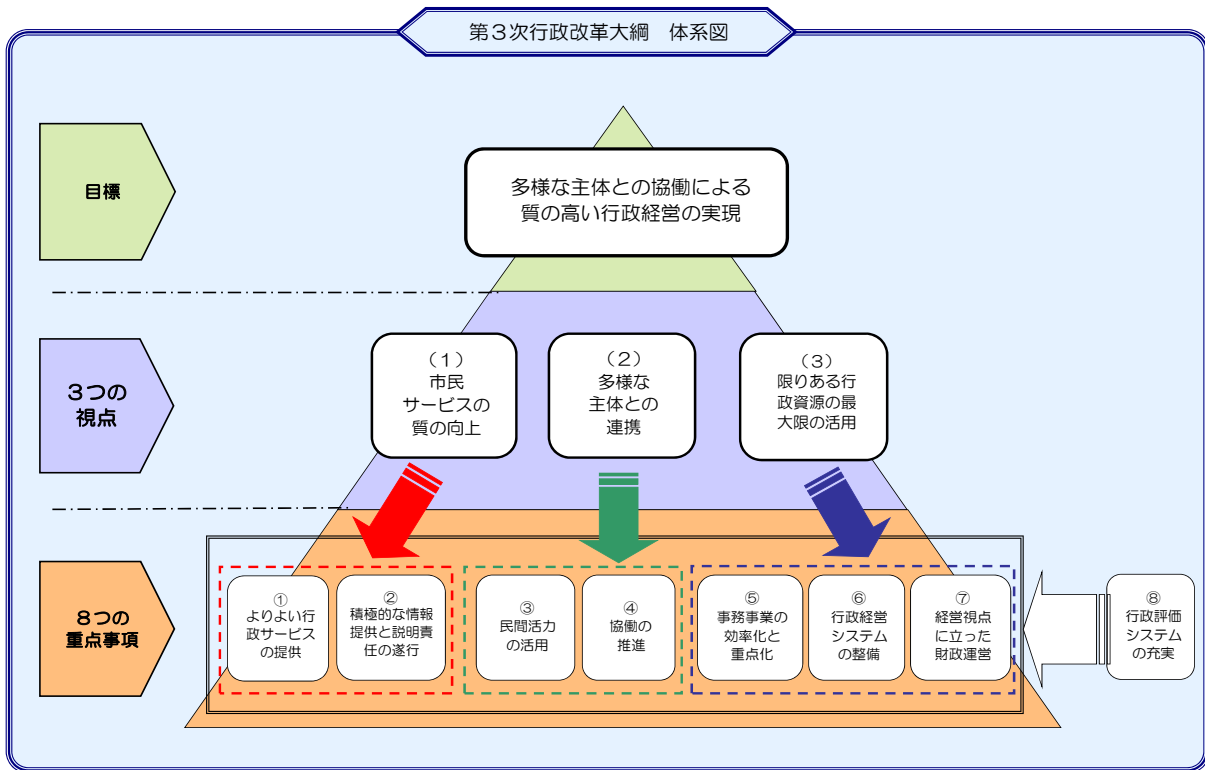 第３次行政改革大綱　体系図
目標
多様な主体との協働による
質の高い行政経営の実現
３つの
視点
（１）
市民
サービスの
質の向上
（２）
多様な
主体との
連携
（３）
限りある行
政資源の最
大限の活用
８つの
重点事項
①
よりよい行
政サービス
の提供
②
積極的な情報
提供と説明責
任の遂行
③
民間活力
の活用
④
協働の
推進
⑤
事務事業の
効率化と
重点化
⑥
行政経営
システム
の整備
⑦
経営視点
に立った
財政運営
⑧
行政評価
システム
の充実